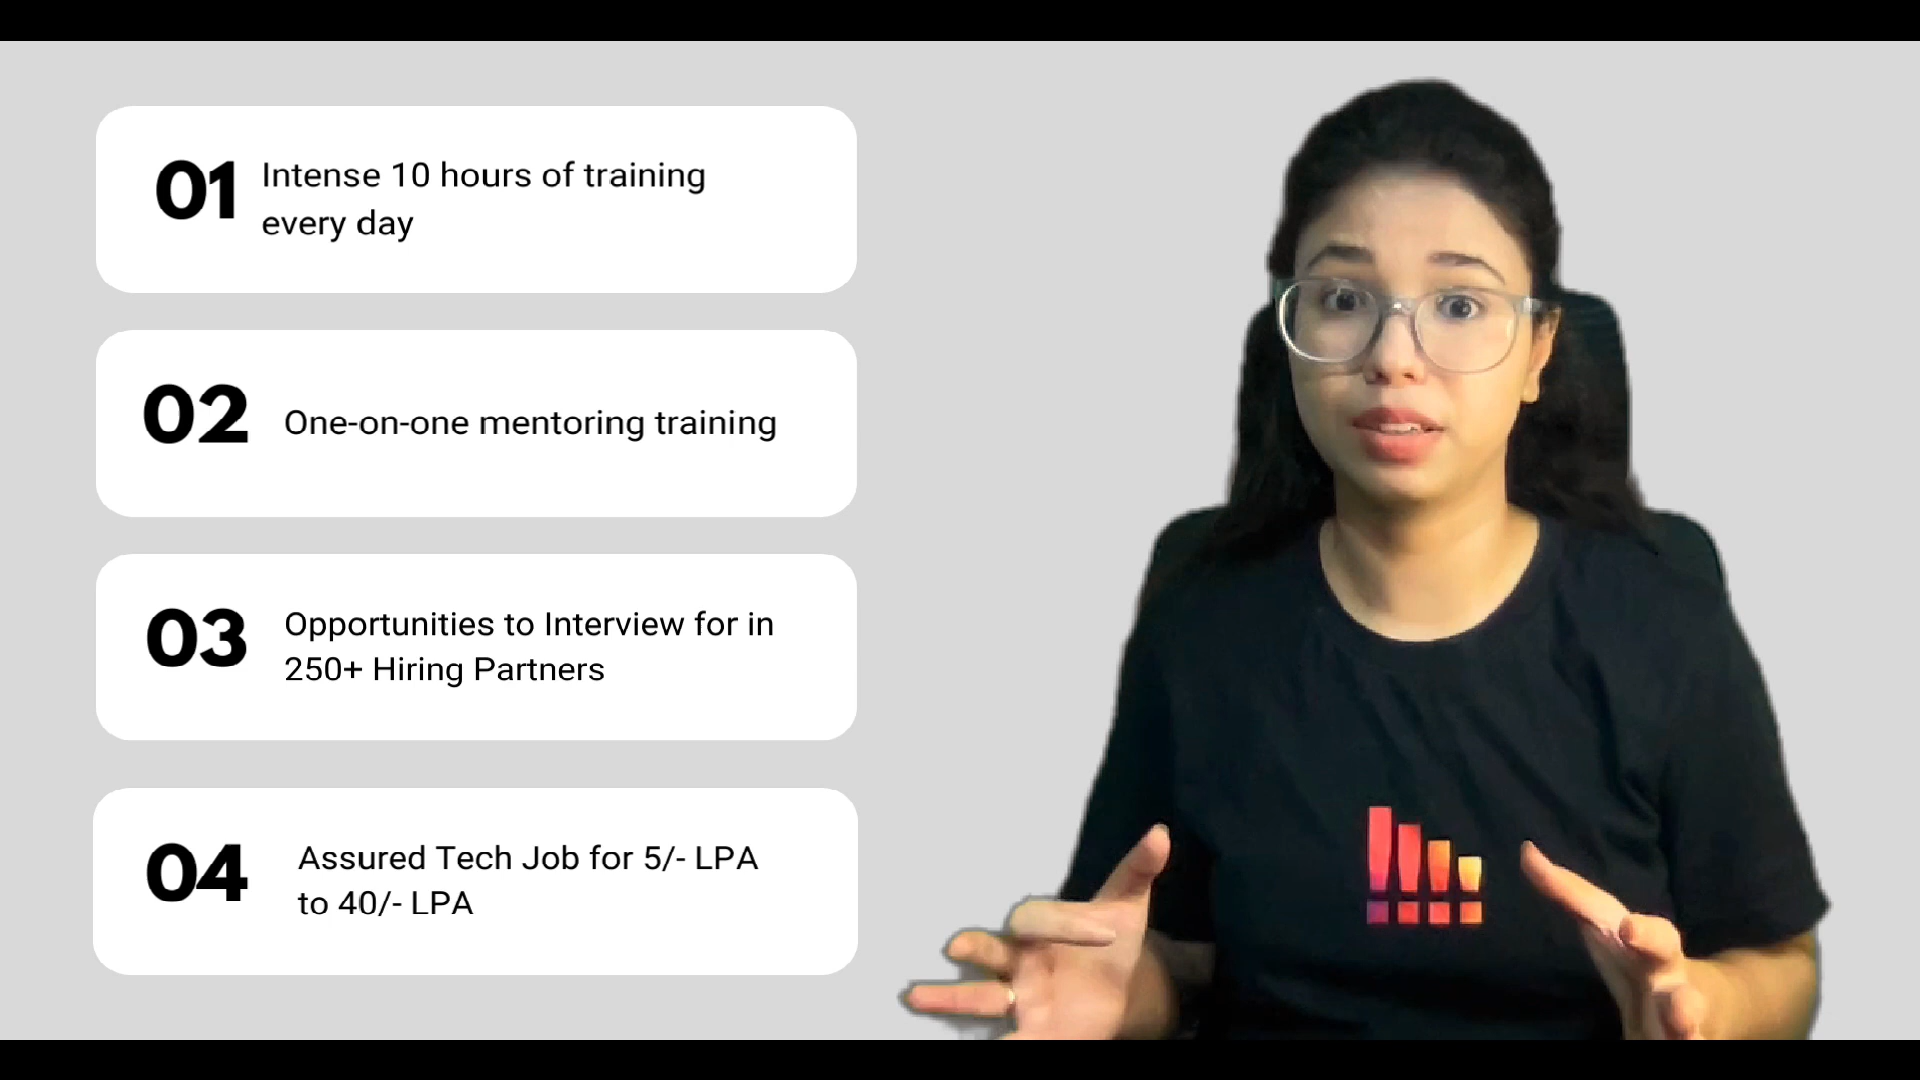 01
Intense 10 hours of training
every day
02
One-on-one mentoring training
03
Opportunities to Interview for in
250+ Hiring Partners
04
Assured Tech Job for 5/- LPA
to 40/- LPA